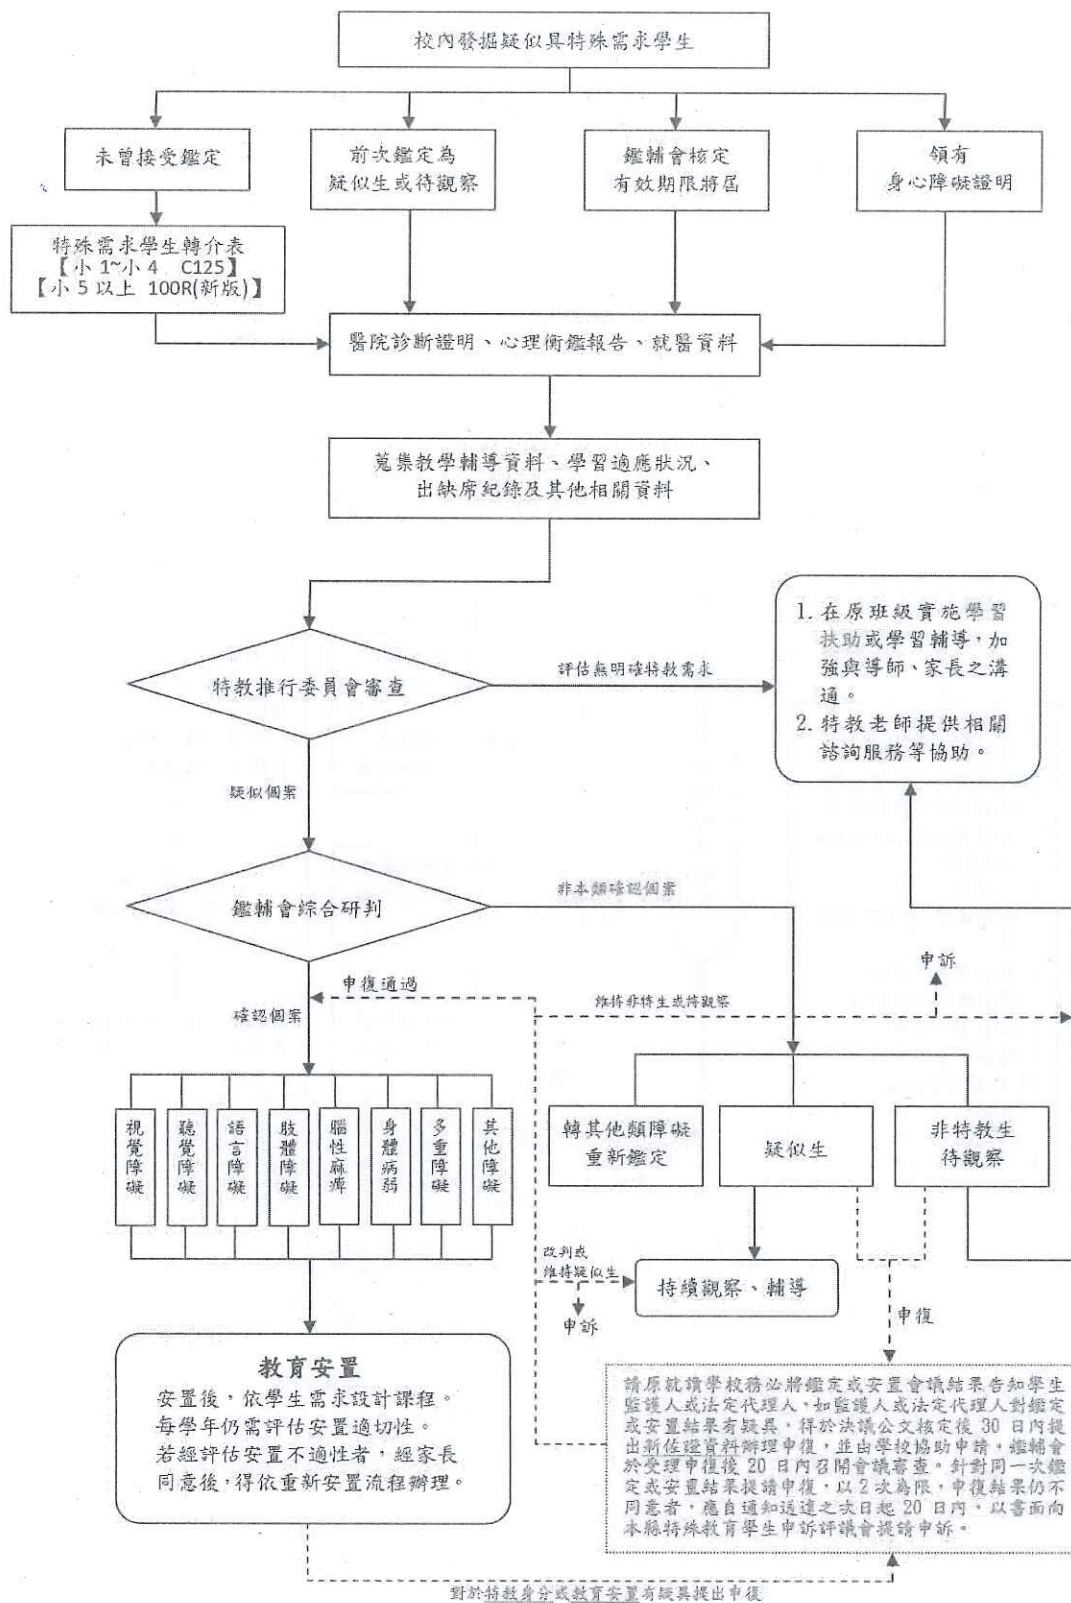 校內發掘疑似具特殊需求學生
未曾接受鑑定
前次鑑定為
疑似生或待觀察
鑑輔會核定
有效期限將屆
領有
身心障礙證明
特殊需求學生轉介表
【小 1~小 4 C125】
【小 5 以上 100R(新版)】
醫院診斷證明、心理衡鑑報告、就醫資料
蒐集教學輔導資料、學習適應狀況、
出缺席紀錄及其他相關資料
特教推行委員會審查
評估無明確特教需求
1. 在原班級實施學習
扶助或學習輔導，加
強與導師、家長之溝
通。
2. 特教老師提供相關
諮詢服務等協助。
疑似個案
鑑輔會綜合研判
非本類確認個案
申訴
申復通過
維持非特生或待觀察
確認個案
視覺障礙
聽覺障礙
語言障礙
肢體障礙
腦性麻痺
身體病弱
多重障礙
其他障礙
轉其他類障礙
重新鑑定
疑似生
非特教生
待觀察
改判或
維持疑似生
持續觀察、輔導
申訴
申復
教育安置
安置後，依學生需求設計課程。
每學年仍需評估安置適切性。
若經評估安置不適性者，經家長
同意後，得依重新安置流程辦理。
請原就讀學校務必將鑑定或安置會議結果告知學生
監護人或法定代理人，如監護人或法定代理人對鑑定
或安置結果有疑異，得於決議公文核定後 30 日內提
出新佐證資料辦理申復，並由學校協助申請。鑑輔會
於受理申復後 20 日內召開會議審查。針對同一次鑑
定或安置結果提請申復，以 2 次為限，申復結果仍不
同意者，應自通知送達之次日起 20 日內，以書面向
本縣特殊教育學生申訴評議會提請申訴。
對於特教身分或教育安置有疑異提出申復